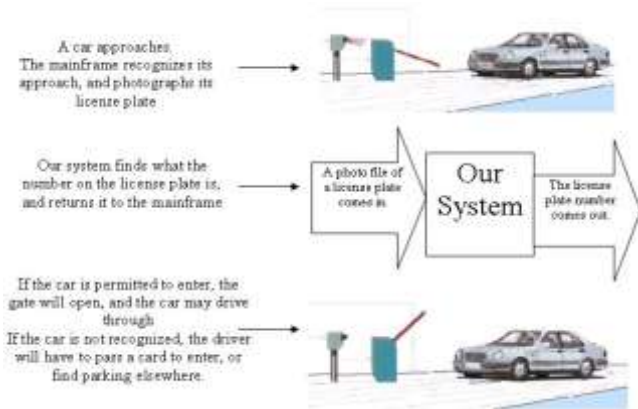 A car approaches.
The mainframe recognizes its
approach, and photographs its
license plate
Our system finds what the
number on the license plate is,
and returns it to the mainframe
A photo file of
a license plate
comes in.
Our
System
The license
plate number
comes out.
If the car is permitted to enter, the
gate will open, and the car may drive
through
If the car is not recognized, the driver
will have to pass a card to enter, or
find parking elsewhere.